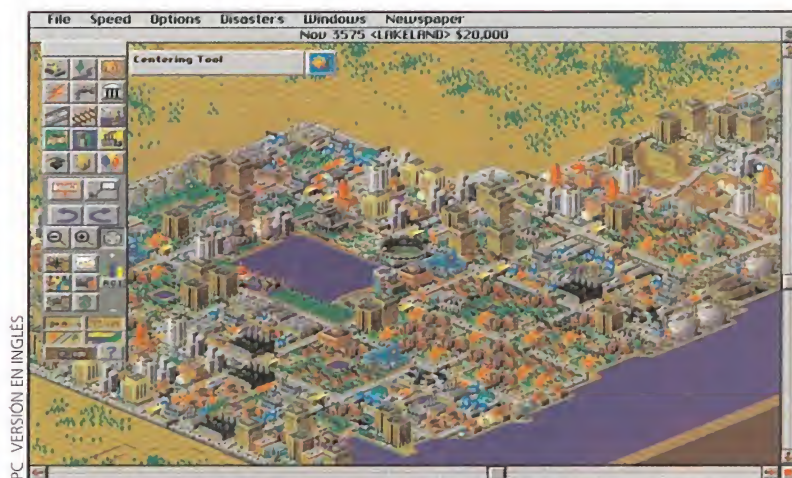 File Speed Options Disasters Windows Newspaper
Nov 3575 <LAKELAND> $20,000
Centering Tool
R C I
?
PC VERSIÓN EN INGLÉS